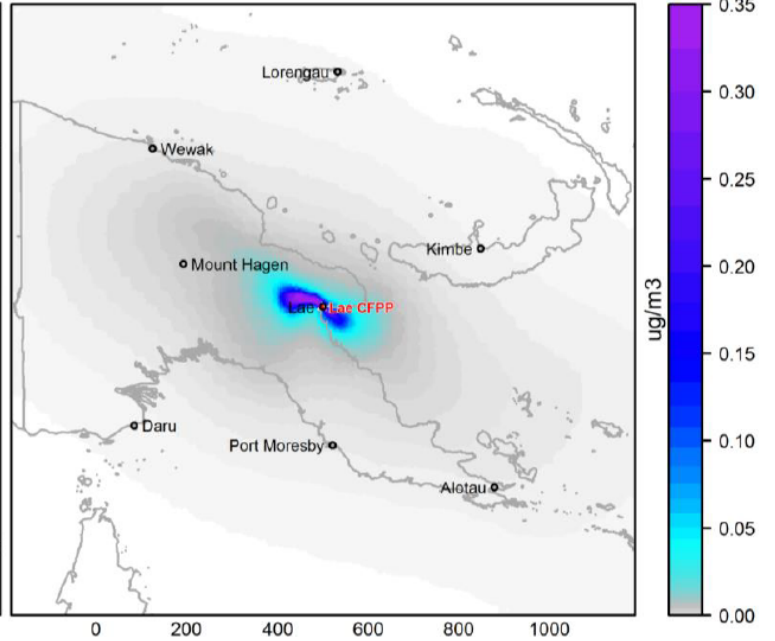 0.35
Lorengau
0.30
Wewak
0.25
Kimbe
Mount Hagen
0.20
Lae
Lae CFPP
ug/m3
0.15
Daru
0.10
Port Moresby
Alotau
0.05
0.00
0 200 400 600 800 1000